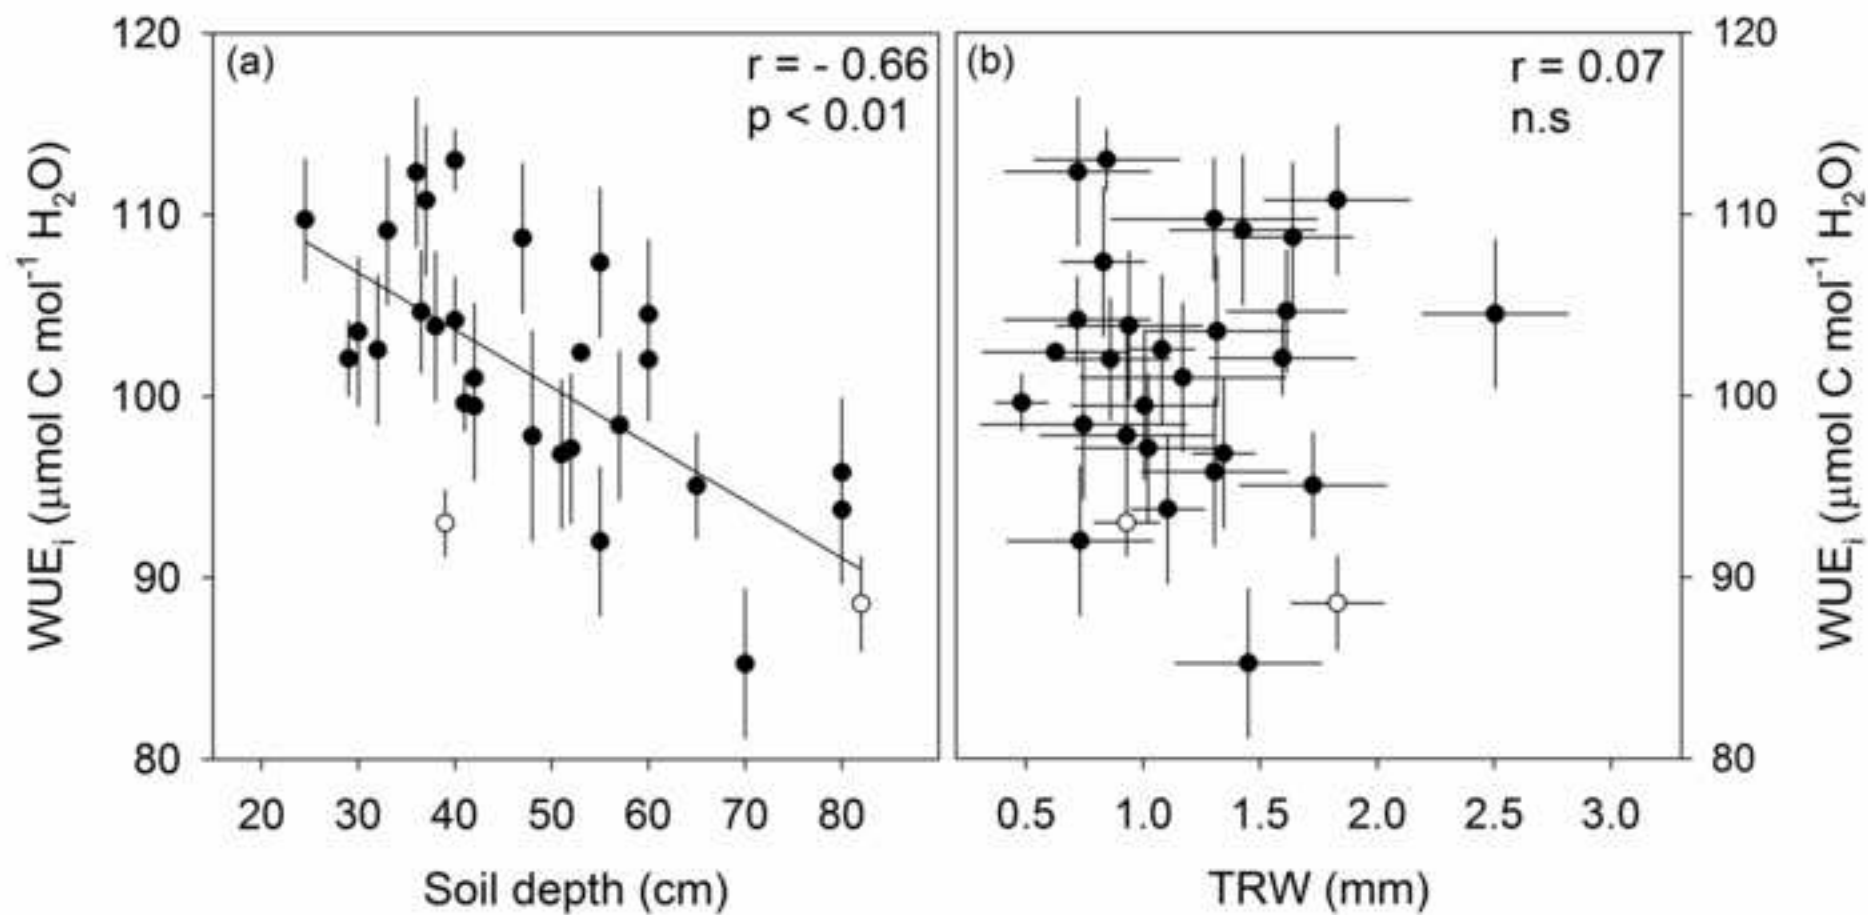 (a)
r = - 0.66
p < 0.01
(b)
r = 0.07
n.s
WUEi (μmol C mol⁻¹ H₂O)
120
110
100
90
80
20 30 40 50 60 70 80
Soil depth (cm)
0.5 1.0 1.5 2.0 2.5 3.0
TRW (mm)
120
110
100
90
80
WUEi (μmol C mol⁻¹ H₂O)